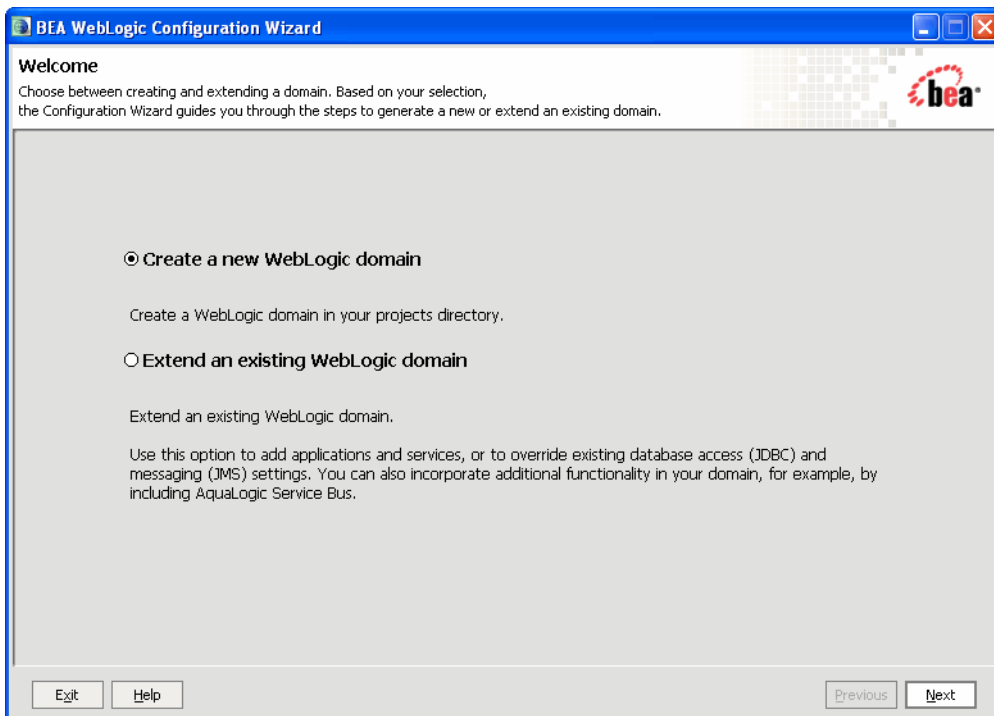 BEA WebLogic Configuration Wizard
Welcome
Choose between creating and extending a domain. Based on your selection,
the Configuration Wizard guides you through the steps to generate a new or extend an existing domain.
bea
Create a new WebLogic domain
Create a WebLogic domain in your projects directory.
Extend an existing WebLogic domain
Extend an existing WebLogic domain.
Use this option to add applications and services, or to override existing database access (JDBC) and
messaging (JMS) settings. You can also incorporate additional functionality in your domain, for example, by
including AquaLogic Service Bus.
Exit Help Previous Next